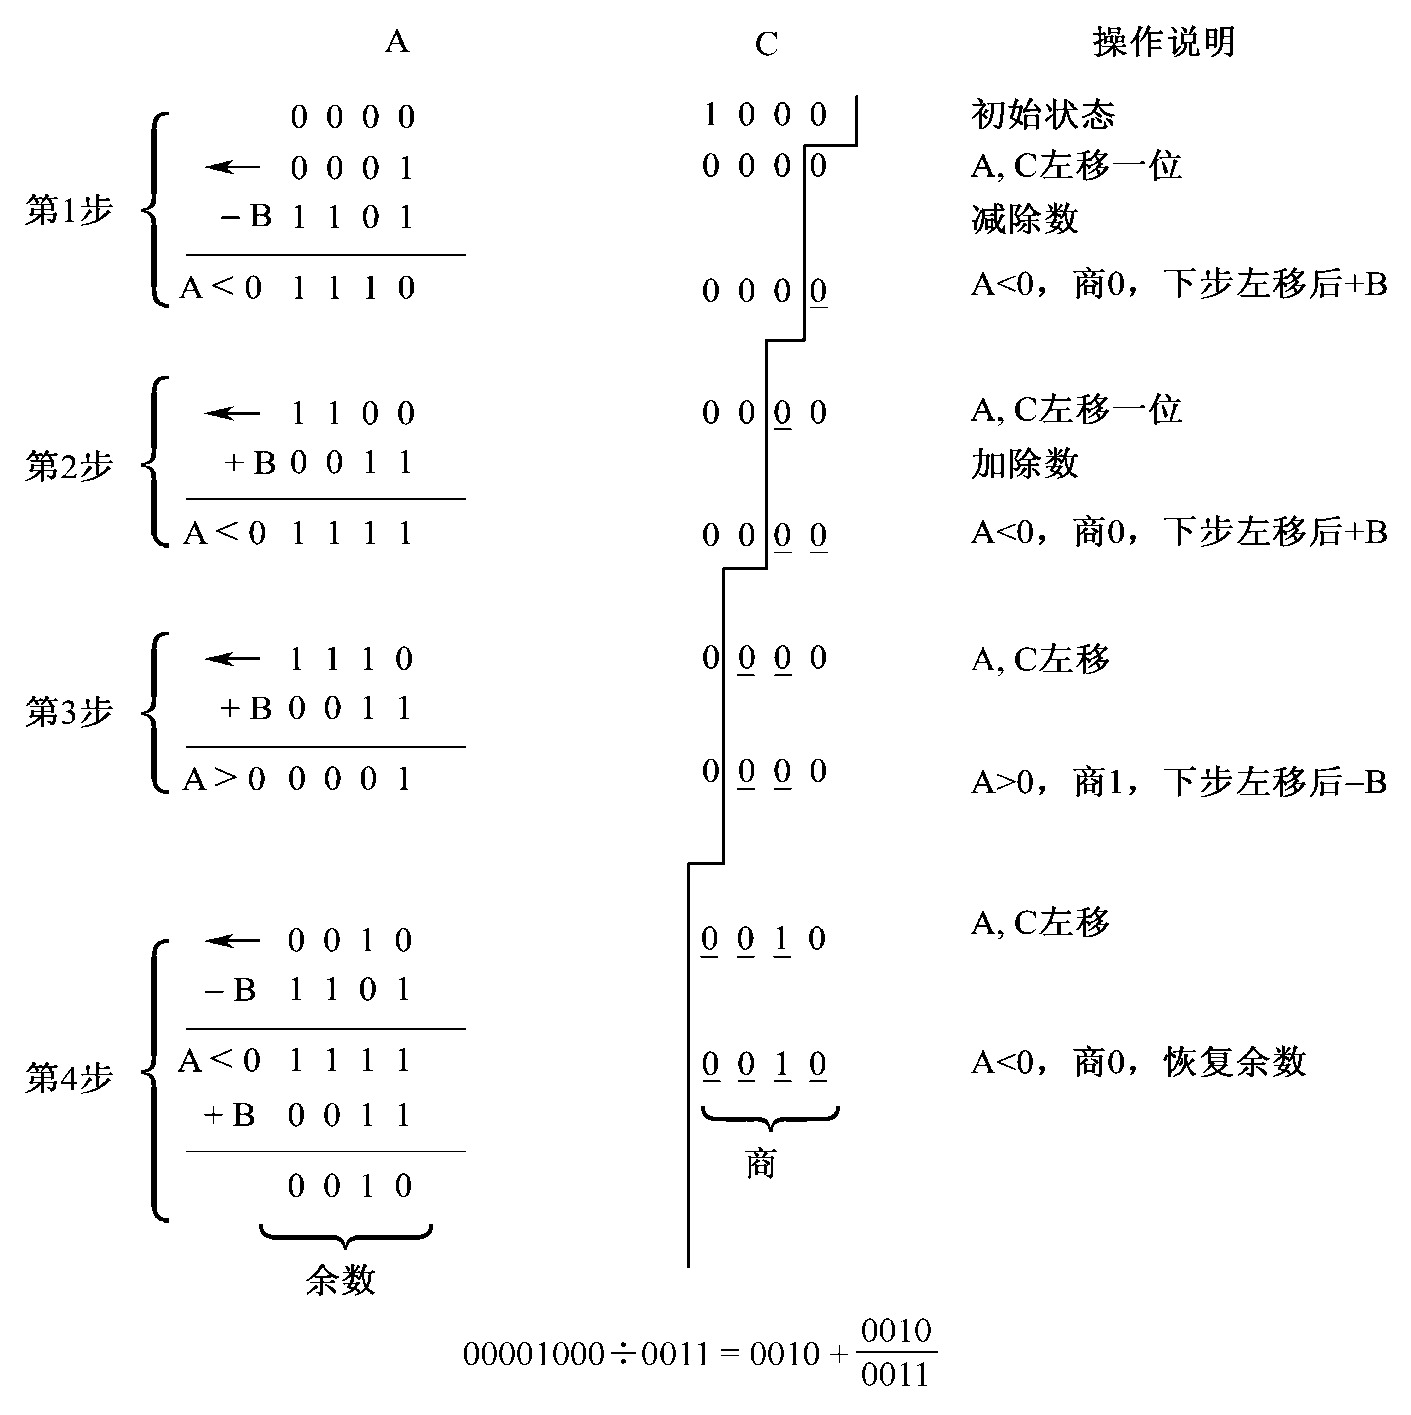 A C 操作说明
0 0 0 0 1 0 0 0 初始状态
← 0 0 0 1 0 0 0 0 A, C左移一位
第1步 – B 1 1 0 1 减除数
A < 0 1 1 1 0 0 0 0 0 A<0，商0，下步左移后+B
← 1 1 0 0 0 0 0 0 A, C左移一位
第2步 + B 0 0 1 1 加除数
A < 0 1 1 1 1 0 0 0 0 A<0，商0，下步左移后+B
← 1 1 1 0 0 0 0 0 A, C左移
第3步 + B 0 0 1 1
A > 0 0 0 0 1 0 0 0 0 A>0，商1，下步左移后–B
← 0 0 1 0 0 0 1 0 A, C左移
– B 1 1 0 1
第4步 A < 0 1 1 1 1 0 0 1 0 A<0，商0，恢复余数
+ B 0 0 1 1
商
0 0 1 0
余数
00001000÷0011 = 0010 + 0010/0011